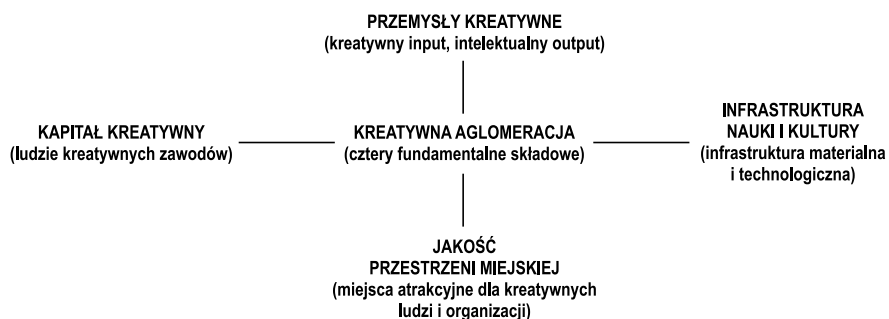 PRZEMYSŁY KREATYWNE
(kreatywny input, intelektualny output)
KAPITAŁ KREATYWNY
(ludzie kreatywnych zawodów)
KREATYWNA AGLOMERACJA
(cztery fundamentalne składowe)
INFRASTRUKTURA
NAUKI I KULTURY
(infrastruktura materialna
i technologiczna)
JAKOŚĆ
PRZESTRZENI MIEJSKIEJ
(miejsca atrakcyjne dla kreatywnych
ludzi i organizacji)